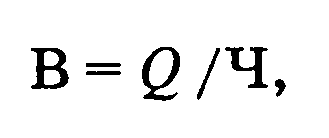 В = Q /Ч,